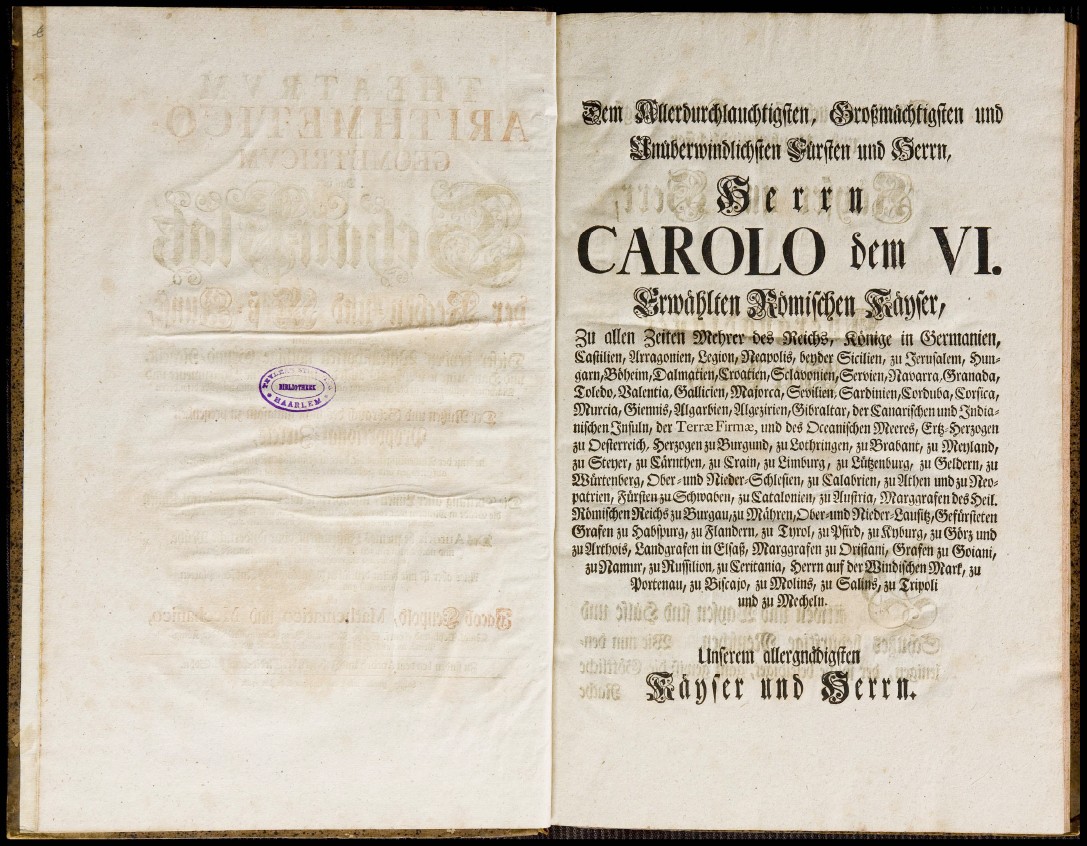 TEYLERS STICHTING
BIBLIOTHEEK
HAARLEM
Dem Allerdurchlauchtigsten, Großmächtigsten und
Unüberwindlichsten Fürsten und Herrn,
Herrn
CAROLO dem VI.
Erwählten Römischen Käyser,
Zu allen Zeiten Mehrer des Reichs, Könige in Germanien,
Castilien, Arragonien, Legion, Neapolis, beyder Sicilien, zu Jerusalem, Hun-
garn, Böheim, Dalmatien, Croatien, Sclavonien, Servien, Navarra, Granada,
Toledo, Valentia, Gallicien, Majorca, Sevilien, Sardinien, Corduba, Corsica,
Murcia, Giennis, Algarbien, Algezirien, Gibraltar, der Canarischen und India-
nischen Insuln, der Terræ Firmæ, und des Oceanischen Meeres, Ertz-Herzogen
zu Oesterreich, Herzogen zu Burgund, zu Lothringen, zu Brabant, zu Meyland,
zu Steyer, zu Cärnthen, zu Crain, zu Limburg, zu Lützenburg, zu Geldern, zu
Würtenberg, Ober- und Nieder-Schlesien, zu Calabrien, zu Athen und zu Neo-
patrien, Fürsten zu Schwaben, zu Catalonien, zu Austria, Marggrafen des Heil.
Römischen Reichs zu Burgau, zu Mähren, Ober- und Nieder-Lausitz, Gefürsteten
Grafen zu Habspurg, zu Flandern, zu Tyrol, zu Pfird, zu Kyburg, zu Görz und
zu Arthois, Landgrafen in Elsaß, Marggrafen zu Oristani, Grafen zu Goiani,
zu Namur, zu Russilion, zu Ceritania, Herrn auf der Windischen Mark, zu
Portenau, zu Biscajo, zu Molins, zu Salins, zu Tripoli
und zu Mecheln.
Unserem allergnädigsten
Käyser und Herrn.